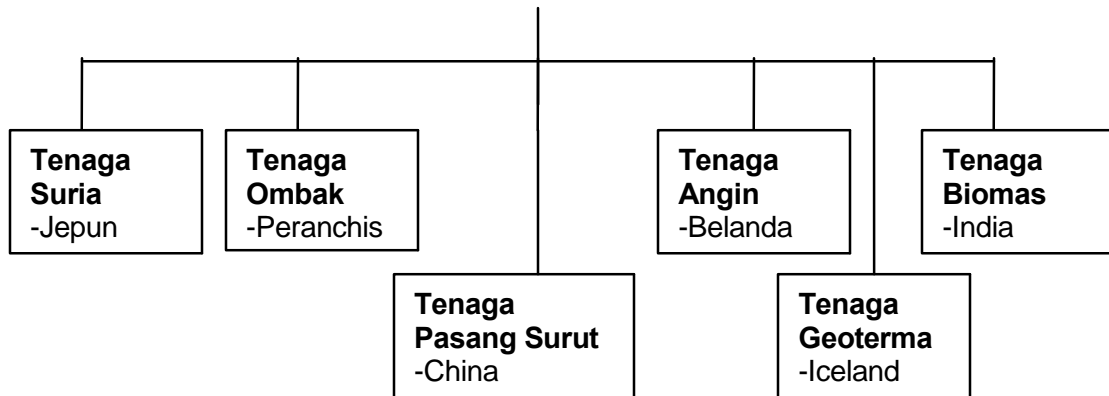 Tenaga
Suria
-Jepun
Tenaga
Ombak
-Peranchis
Tenaga
Angin
-Belanda
Tenaga
Biomas
-India
Tenaga
Pasang Surut
-China
Tenaga
Geoterma
-Iceland